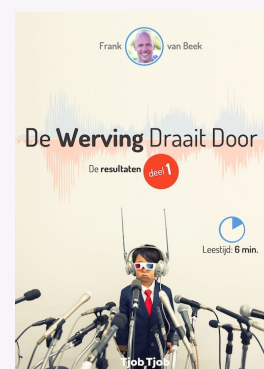 Frank van Beek
De Werving Draait Door
De resultaten deel 1
Leestijd: 6 min.
TjobTjob